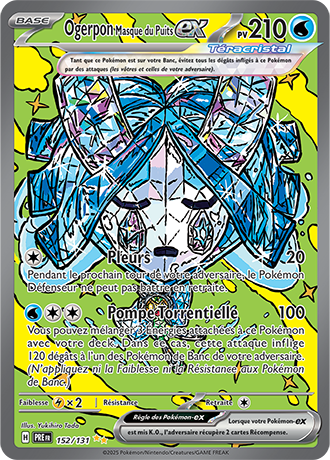 BASE
Ogerpon Masque du Puits ex PV 210
Téracristal
Tant que ce Pokémon est sur votre Banc, évitez tous les dégâts infligés à ce Pokémon
par des attaques (les vôtres et celles de votre adversaire).
Pleurs 20
Pendant le prochain tour de votre adversaire, le Pokémon
Défenseur ne peut pas battre en retraite.
Pompe Torrentielle 100
Vous pouvez mélanger 3 Énergies attachées à ce Pokémon
avec votre deck. Dans ce cas, cette attaque inflige
120 dégâts à l'un des Pokémon de Banc de votre adversaire.
(N'appliquez ni la Faiblesse ni la Résistance aux Pokémon
de Banc.)
Faiblesse ×2 Résistance Retraite
Illus. Yukihiro Tada
Règle des Pokémon-ex Lorsque votre Pokémon-ex
est mis K.O., l'adversaire récupère 2 cartes Récompense.
H PRE FR 152/131
©2025 Pokémon/Nintendo/Creatures/GAME FREAK